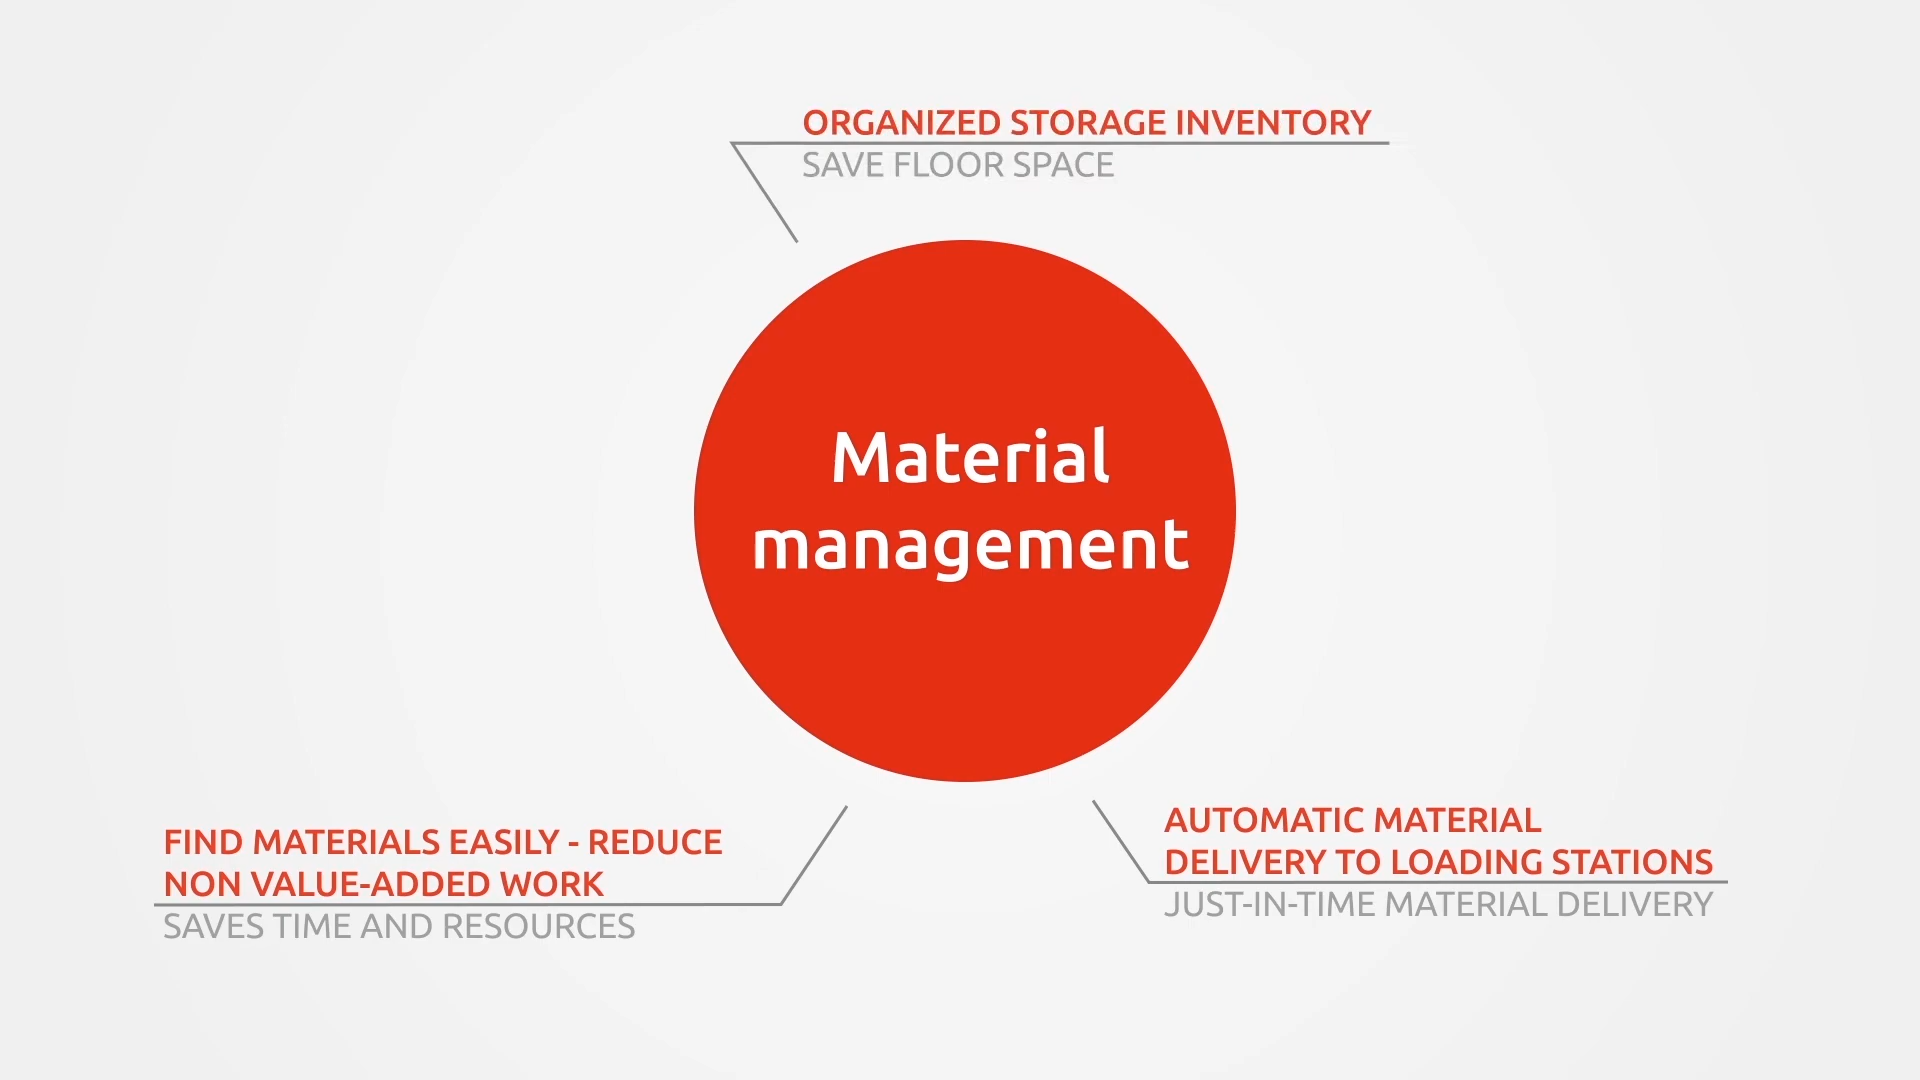 ORGANIZED STORAGE INVENTORY
SAVE FLOOR SPACE
Material
management
FIND MATERIALS EASILY - REDUCE
NON VALUE-ADDED WORK
SAVES TIME AND RESOURCES
AUTOMATIC MATERIAL
DELIVERY TO LOADING STATIONS
JUST-IN-TIME MATERIAL DELIVERY